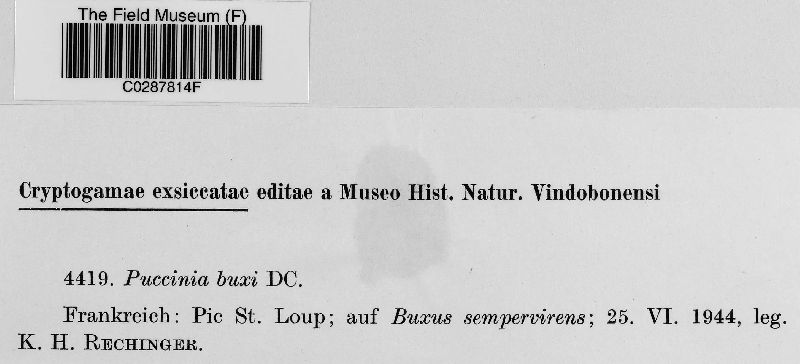 The Field Museum (F)
C0287814F
Cryptogamae exsiccatae editae a Museo Hist. Natur. Vindobonensi
4419. Puccinia buxi DC.
Frankreich: Pic St. Loup; auf Buxus sempervirens; 25. VI. 1944, leg.
K. H. RECHINGER.